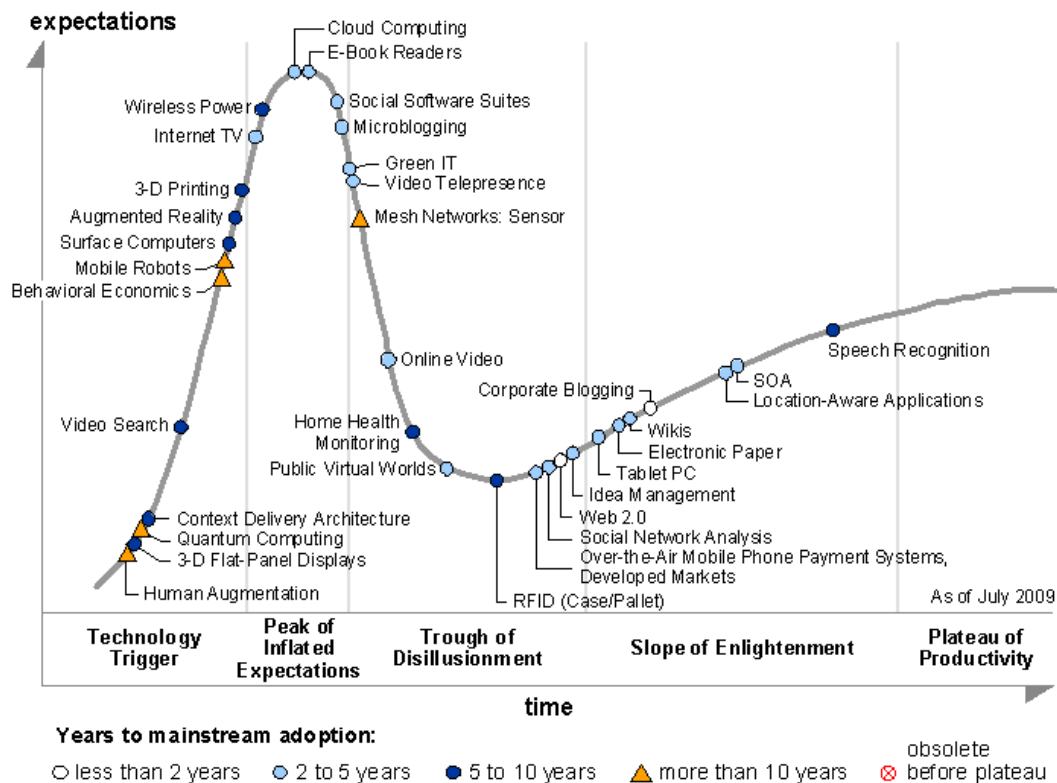 expectations
Cloud Computing
E-Book Readers
Wireless Power
Social Software Suites
Internet TV
Microblogging
Green IT
3-D Printing
Video Telepresence
Augmented Reality
Mesh Networks: Sensor
Surface Computers
Mobile Robots
Behavioral Economics
Online Video
Speech Recognition
Corporate Blogging
SOA
Location-Aware Applications
Video Search
Home Health
Monitoring
Wikis
Electronic Paper
Public Virtual Worlds
Tablet PC
Idea Management
Web 2.0
Context Delivery Architecture
Quantum Computing
Social Network Analysis
3-D Flat-Panel Displays
Over-the-Air Mobile Phone Payment Systems,
Developed Markets
Human Augmentation
RFID (Case/Pallet)
As of July 2009
Technology
Trigger
Peak of
Inflated
Expectations
Trough of
Disillusionment
Slope of Enlightenment
Plateau of
Productivity
time
Years to mainstream adoption:
less than 2 years
2 to 5 years
5 to 10 years
more than 10 years
obsolete
before plateau